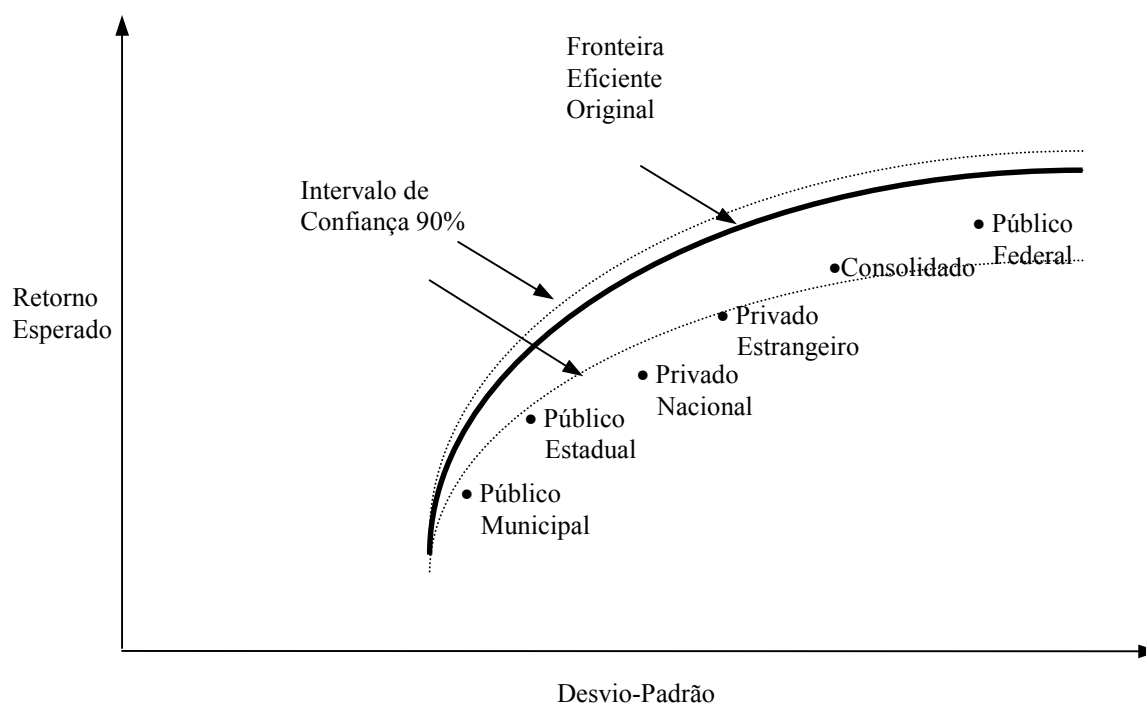 Fronteira
Eficiente
Original
Intervalo de
Confiança 90%
Público
Federal
Consolidado
Retorno
Esperado
Privado
Estrangeiro
Privado
Nacional
Público
Estadual
Público
Municipal
Desvio-Padrão